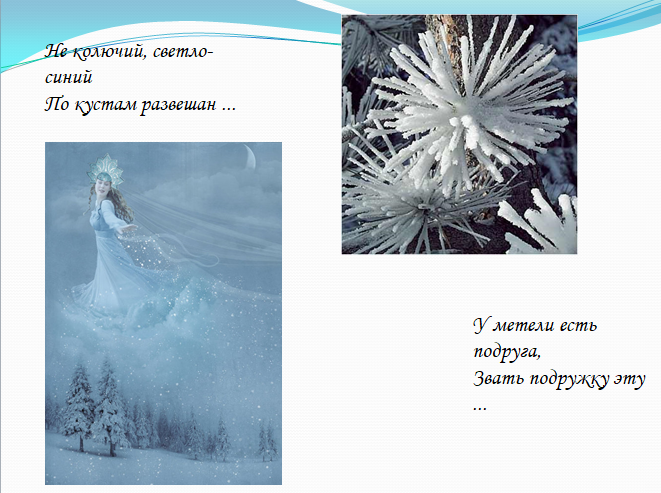 Не колючий, светло-
синий
По кустам развешан ...
У метели есть
подруга,
Звать подружку эту
...